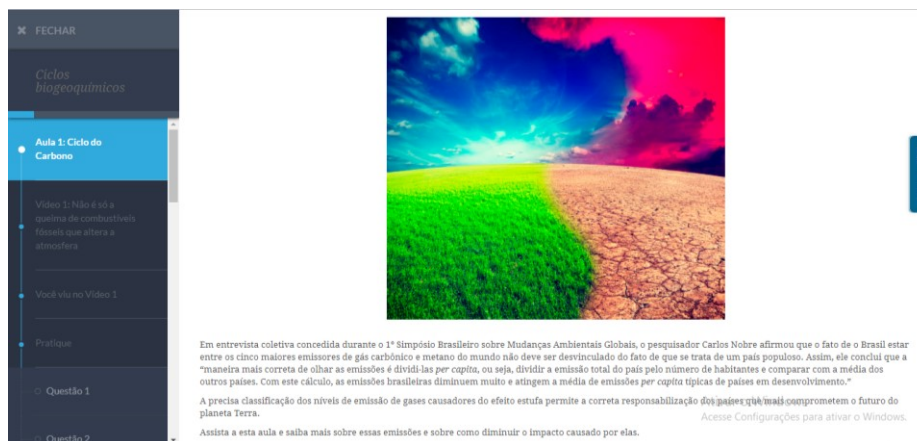 FECHAR
Ciclos
biogeoquímicos
Aula 1: Ciclo do
Carbono
Vídeo 1: Não é só a
queima de combustíveis
fósseis que altera a
atmosfera
Você viu no Vídeo 1
Pratique
Questão 1
Questão 2
Em entrevista coletiva concedida durante o 1º Simpósio Brasileiro sobre Mudanças Ambientais Globais, o pesquisador Carlos Nobre afirmou que o fato de o Brasil estar
entre os cinco maiores emissores de gás carbônico e metano do mundo não deve ser desvinculado do fato de que se trata de um país populoso. Assim, ele conclui que a
“maneira mais correta de olhar as emissões é dividi-las per capita, ou seja, dividir a emissão total do país pelo número de habitantes e comparar com a média dos
outros países. Com este cálculo, as emissões brasileiras diminuem muito e atingem a média de emissões per capita típicas de países em desenvolvimento.”
A precisa classificação dos níveis de emissão de gases causadores do efeito estufa permite a correta responsabilização dos países que mais comprometem o futuro do
planeta Terra.
Acesse Configurações para ativar o Windows.
Assista a esta aula e saiba mais sobre essas emissões e sobre como diminuir o impacto causado por elas.